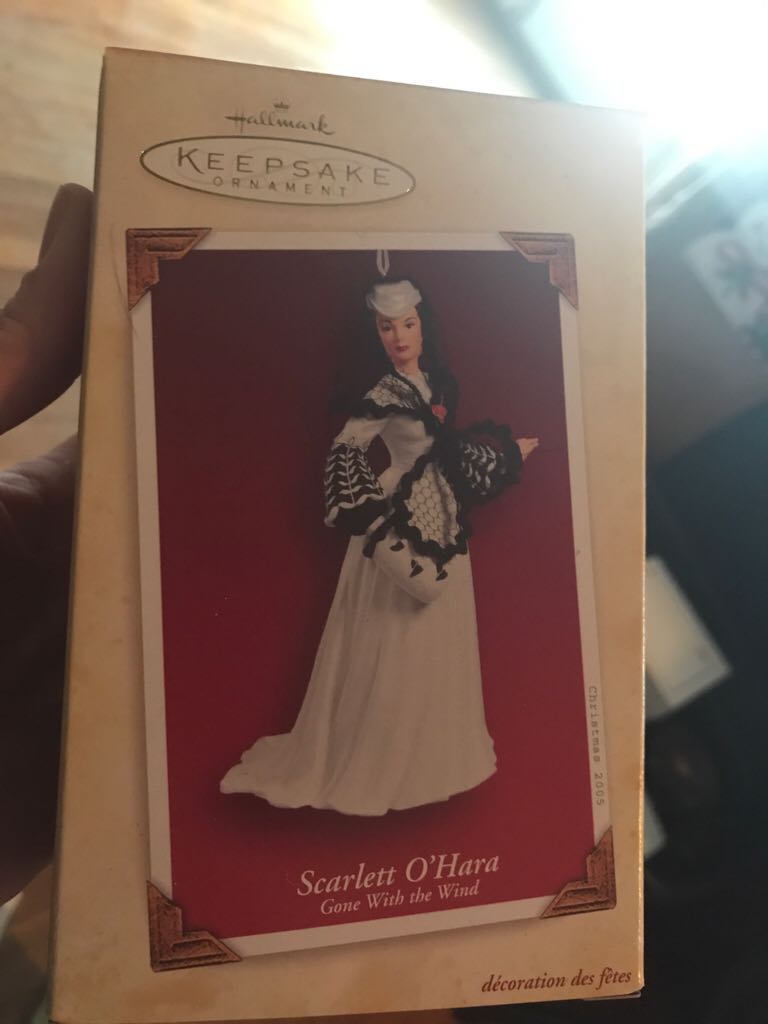 Hallmark
KEEPSAKE
ORNAMENT
Christmas 2005
Scarlett O'Hara
Gone With the Wind
décoration des fêtes